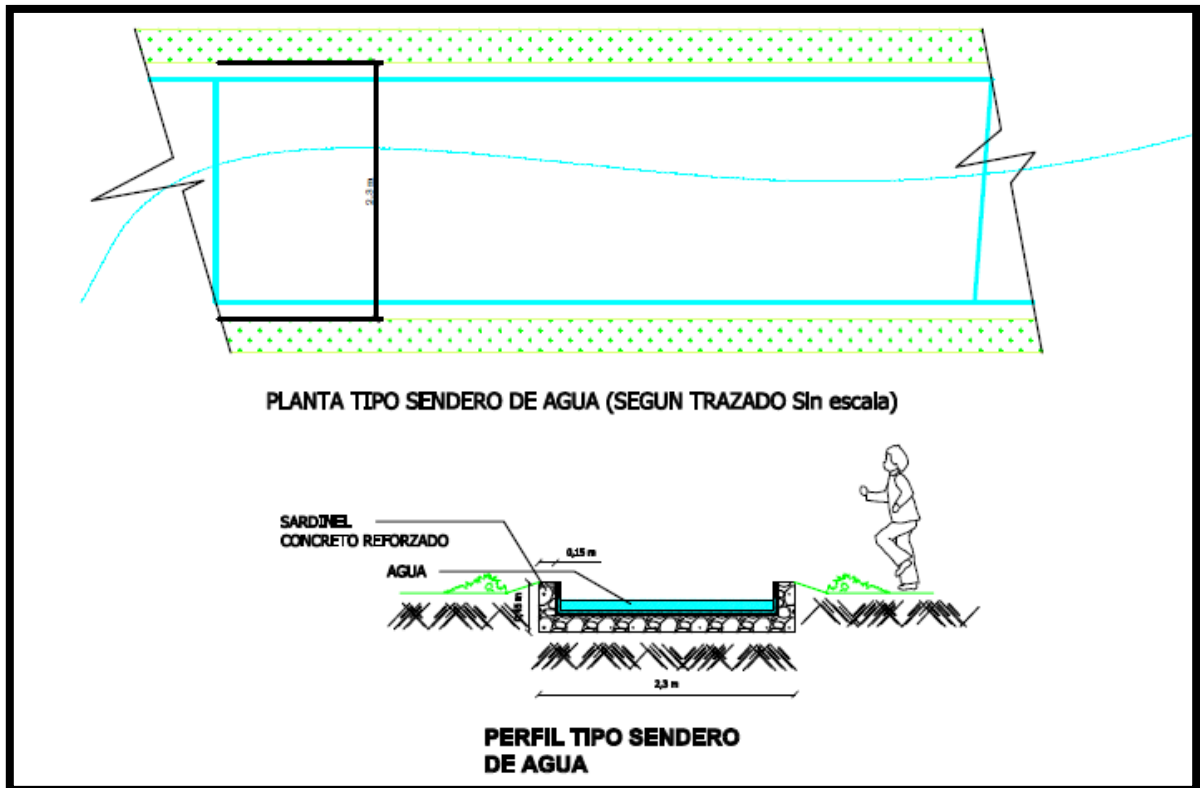 2.3 m
PLANTA TIPO SENDERO DE AGUA (SEGUN TRAZADO Sin escala)
SARDINEL
CONCRETO REFORZADO
0,15 m
AGUA
2,3 m
PERFIL TIPO SENDERO
DE AGUA